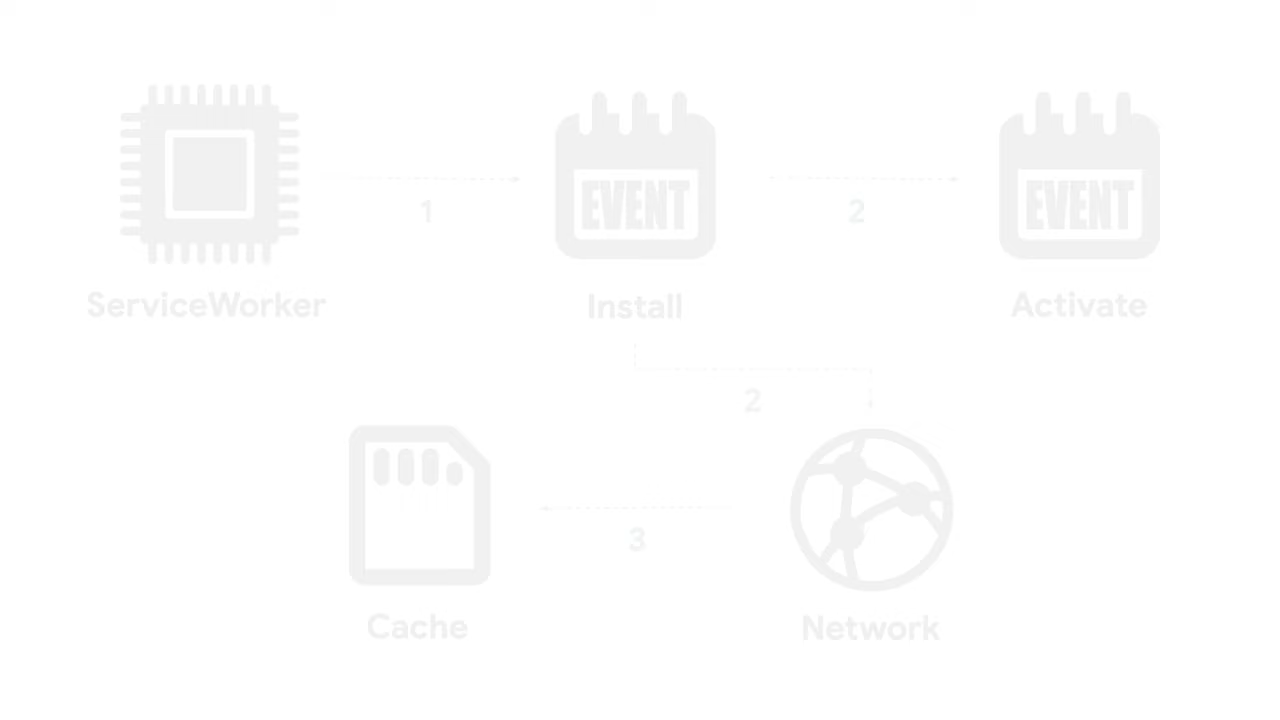 EVENT
EVENT
1
2
ServiceWorker
Install
Activate
2
3
Cache
Network